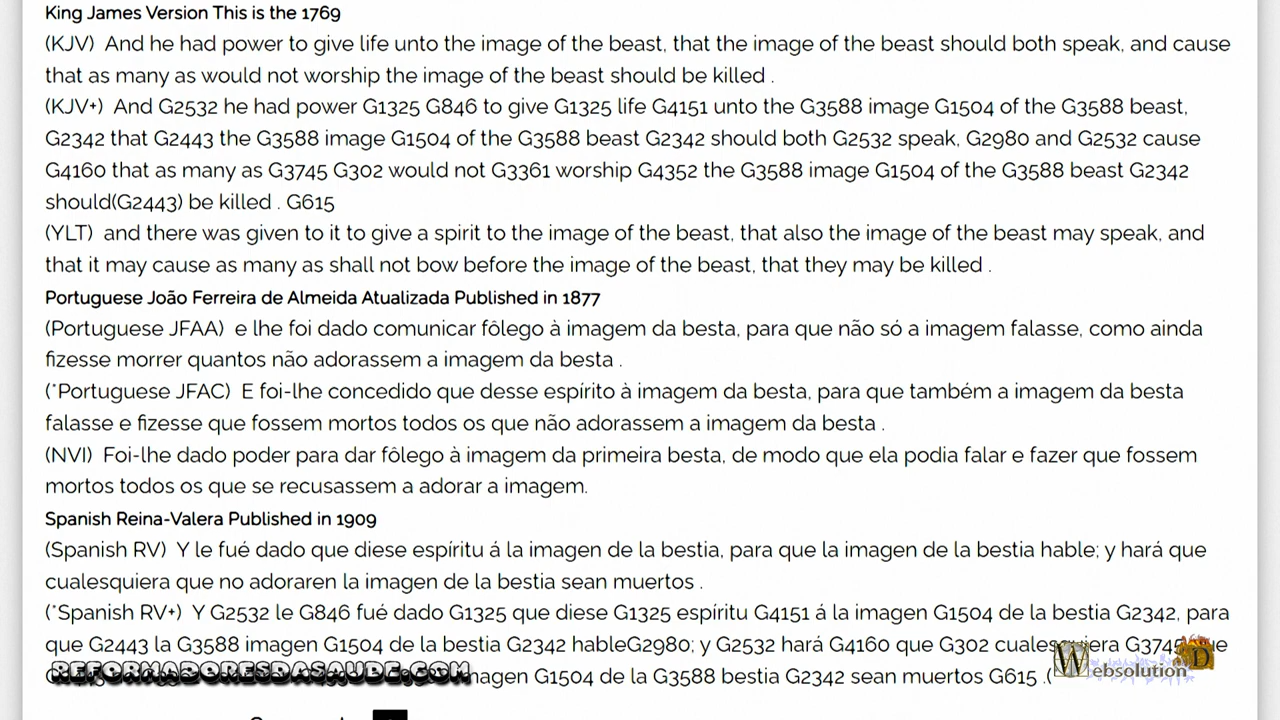 King James Version This is the 1769
(KJV) And he had power to give life unto the image of the beast, that the image of the beast should both speak, and cause
that as many as would not worship the image of the beast should be killed .
(KJV+) And G2532 he had power G1325 G846 to give G1325 life G4151 unto the G3588 image G1504 of the G3588 beast,
G2342 that G2443 the G3588 image G1504 of the G3588 beast G2342 should both G2532 speak, G2980 and G2532 cause
G4160 that as many as G3745 G302 would not G3361 worship G4352 the G3588 image G1504 of the G3588 beast G2342
should(G2443) be killed . G615
(YLT) and there was given to it to give a spirit to the image of the beast, that also the image of the beast may speak, and
that it may cause as many as shall not bow before the image of the beast, that they may be killed .
Portuguese João Ferreira de Almeida Atualizada Published in 1877
(Portuguese JFAA) e lhe foi dado comunicar fôlego à imagem da besta, para que não só a imagem falasse, como ainda
fizesse morrer quantos não adorassem a imagem da besta .
(*Portuguese JFAC) E foi-lhe concedido que desse espírito à imagem da besta, para que também a imagem da besta
falasse e fizesse que fossem mortos todos os que não adorassem a imagem da besta .
(NVI) Foi-lhe dado poder para dar fôlego à imagem da primeira besta, de modo que ela podia falar e fazer que fossem
mortos todos os que se recusassem a adorar a imagem.
Spanish Reina-Valera Published in 1909
(Spanish RV) Y le fué dado que diese espíritu á la imagen de la bestia, para que la imagen de la bestia hable; y hará que
cualesquiera que no adoraren la imagen de la bestia sean muertos .
(*Spanish RV+) Y G2532 le G846 fué dado G1325 que diese G1325 espíritu G4151 á la imagen G1504 de la bestia G2342, para
que G2443 la G3588 imagen G1504 de la bestia G2342 hableG2980; y G2532 hará G4160 que G302 G3745
REFORMADORESDASAUDE.COM G1504 de la G3588 bestia G2342 sean muertos G615 .(
Websolution D